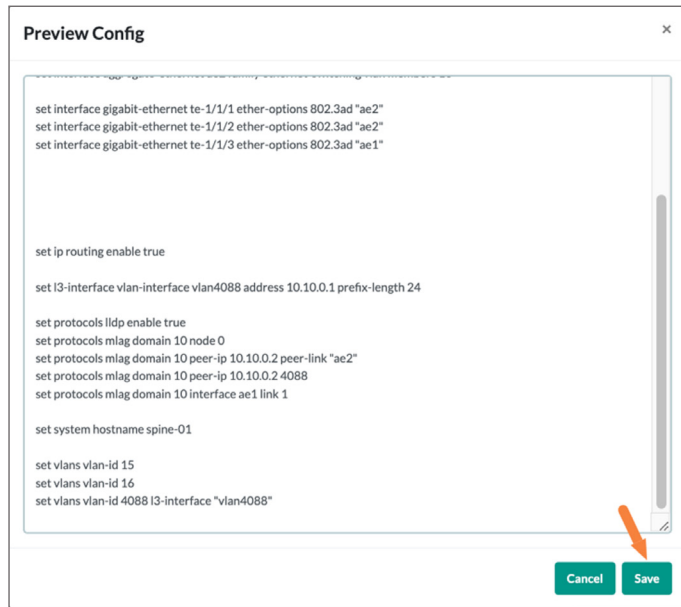 Preview Config
×
set interface gigabit-ethernet te-1/1/1 ether-options 802.3ad "ae2"
set interface gigabit-ethernet te-1/1/2 ether-options 802.3ad "ae2"
set interface gigabit-ethernet te-1/1/3 ether-options 802.3ad "ae1"
set ip routing enable true
set l3-interface vlan-interface vlan4088 address 10.10.0.1 prefix-length 24
set protocols lldp enable true
set protocols mlag domain 10 node 0
set protocols mlag domain 10 peer-ip 10.10.0.2 peer-link "ae2"
set protocols mlag domain 10 peer-ip 10.10.0.2 4088
set protocols mlag domain 10 interface ae1 link 1
set system hostname spine-01
set vlans vlan-id 15
set vlans vlan-id 16
set vlans vlan-id 4088 l3-interface "vlan4088"
Cancel
Save